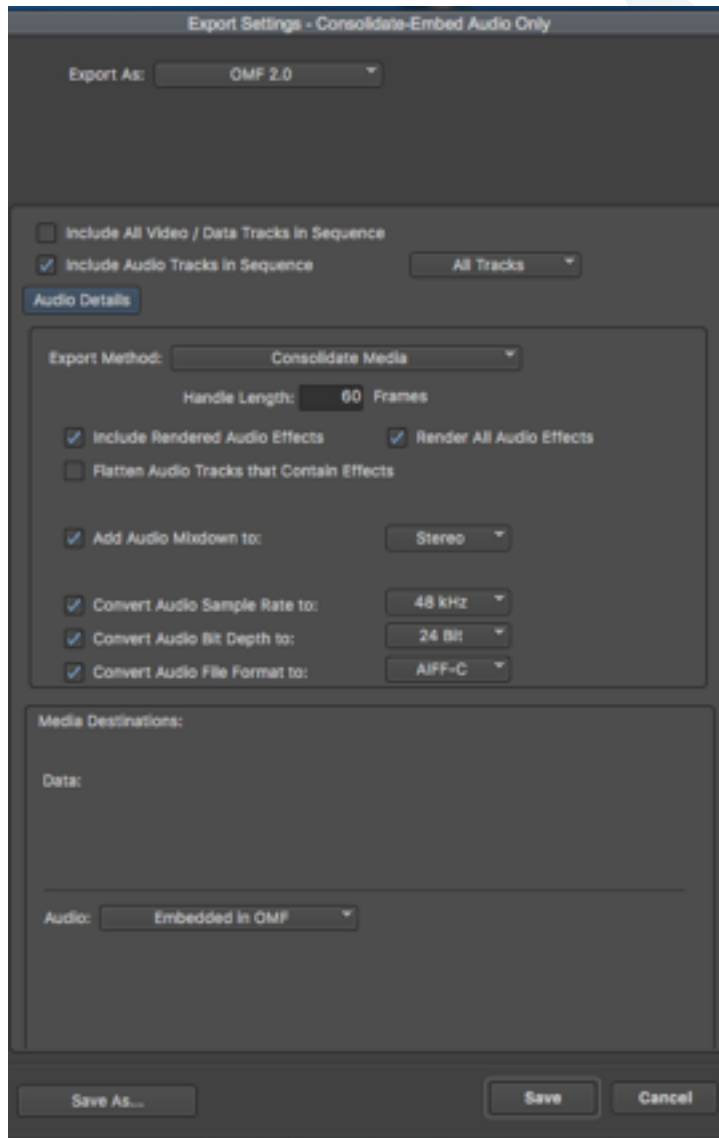 Export Settings - Consolidate-Embed Audio Only
Export As: OMF 2.0
Include All Video / Data Tracks in Sequence
Include Audio Tracks in Sequence All Tracks
Audio Details
Export Method: Consolidate Media
Handle Length: 60 Frames
Include Rendered Audio Effects Render All Audio Effects
Flatten Audio Tracks that Contain Effects
Add Audio Mixdown to: Stereo
Convert Audio Sample Rate to: 48 kHz
Convert Audio Bit Depth to: 24 Bit
Convert Audio File Format to: AIFF-C
Media Destinations:
Data:
Audio: Embedded in OMF
Save As... Save Cancel